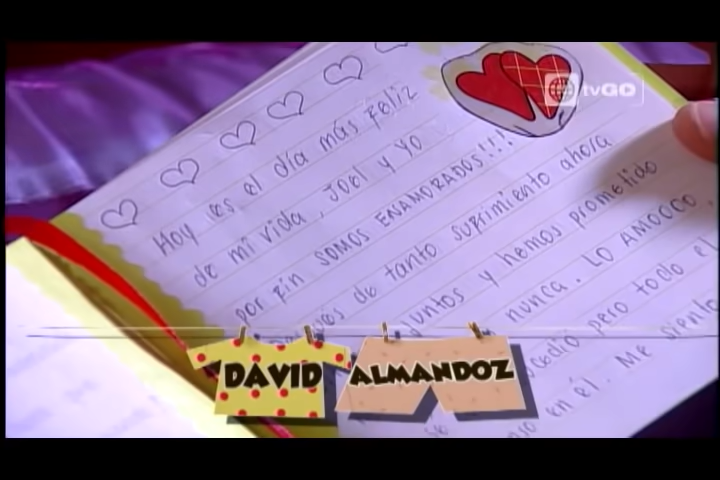 tvGO
Hoy es el día más Feliz
de mi vida, Joel y yo
por Fin SOMOS ENAMORADOS!!!
de tanto sufrimiento ahora
juntos y hemos prometido
nunca. LO AMOCCO,
pero todo el
en él. Me siento
DAVID ALMANDOZ